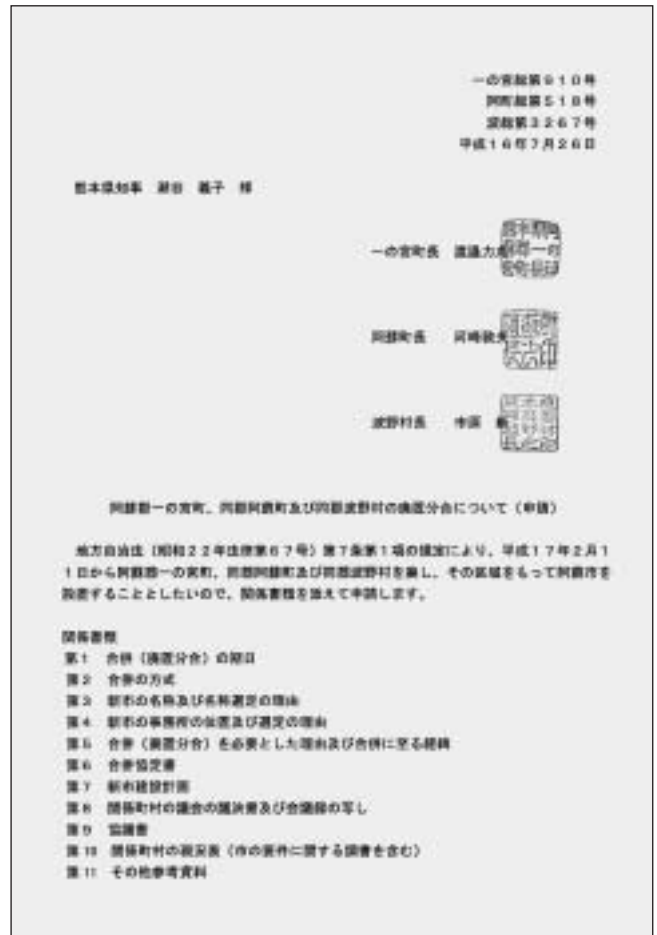 一の宮総第910号
阿町総第518号
波総第3267号
平成16年7月26日
熊本県知事 潮谷 義子 様
一の宮町長
阿蘇町長 河崎敦夫
波野村長 市原
阿蘇郡一の宮町、同郡阿蘇町及び同郡波野村の廃置分合について（申請）
地方自治法（昭和22年法律第67号）第7条第1項の規定により、平成17年2月1
1日から阿蘇郡一の宮町、同郡阿蘇町及び同郡波野村を廃し、その区域をもって阿蘇市を
設置することとしたいので、関係書類を添えて申請します。
関係書類
第1 合併（廃置分合）の期日
第2 合併の方式
第3 新市の名称及び名称選定の理由
第4 新市の事務所の位置及び選定の理由
第5 合併（廃置分合）を必要とした理由及び合併に至る経緯
第6 合併協定書
第7 新市建設計画
第8 関係町村の議会の議決書及び会議録の写し
第9 協議書
第10 関係町村の現況表（市の要件に関する調書を含む）
第11 その他参考資料